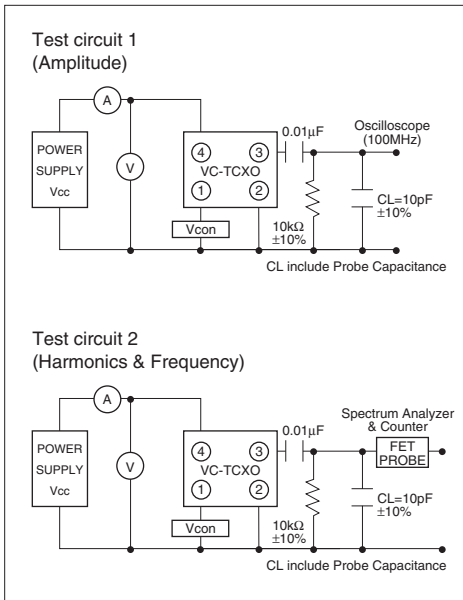 Test circuit 1
(Amplitude)
A
0.01μF
Oscilloscope
(100MHz)
POWER
SUPPLY
Vcc
V
4
3
VC-TCXO
1
2
CL=10pF
±10%
Vcon
10kΩ
±10%
CL include Probe Capacitance
Test circuit 2
(Harmonics & Frequency)
A
0.01μF
Spectrum Analyzer
& Counter
FET
PROBE
POWER
SUPPLY
Vcc
V
4
3
VC-TCXO
1
2
CL=10pF
±10%
Vcon
10kΩ
±10%
CL include Probe Capacitance